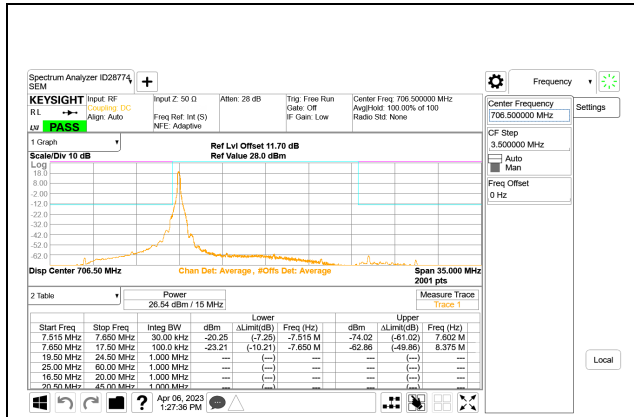 Spectrum Analyzer ID28774
SEM
Frequency
KEYSIGHT
RL
LXI
PASS
Input: RF
Coupling: DC
Align: Auto
Input Z: 50 Ω
Freq Ref: Int (S)
NFE: Adaptive
Atten: 28 dB
Trig: Free Run
Gate: Off
IF Gain: Low
Center Freq: 706.500000 MHz
Avg|Hold: 100.00% of 100
Radio Std: None
Center Frequency
706.500000 MHz
Settings
CF Step
3.500000 MHz
Auto
Man
Freq Offset
0 Hz
1 Graph
Scale/Div 10 dB
Ref Lvl Offset 11.70 dB
Ref Value 28.0 dBm
Log
18.0
8.00
-2.00
-12.0
-22.0
-32.0
-42.0
-52.0
-62.0
Disp Center 706.50 MHz
Chan Det: Average , #Offs Det: Average
Span 35.000 MHz
2001 pts
2 Table
Power
26.54 dBm / 15 MHz
Measure Trace
Trace 1
Lower Upper
Start Freq Stop Freq Integ BW dBm ΔLimit(dB) Freq (Hz) dBm ΔLimit(dB) Freq (Hz)
7.515 MHz 7.650 MHz 30.00 kHz -20.25 (-7.25) -7.515 M -74.02 (-61.02) 7.602 M
7.650 MHz 17.50 MHz 100.0 kHz -23.21 (-10.21) -7.650 M -62.86 (-49.86) 8.375 M
19.50 MHz 24.50 MHz 1.000 MHz --- (---) --- --- (---) ---
25.00 MHz 60.00 MHz 1.000 MHz --- (---) --- --- (---) ---
16.50 MHz 20.00 MHz 1.000 MHz --- (---) --- --- (---) ---
20.50 MHz 45.00 MHz 1.000 MHz --- (---) --- --- (---) ---
Local
?
Apr 06, 2023
1:27:36 PM